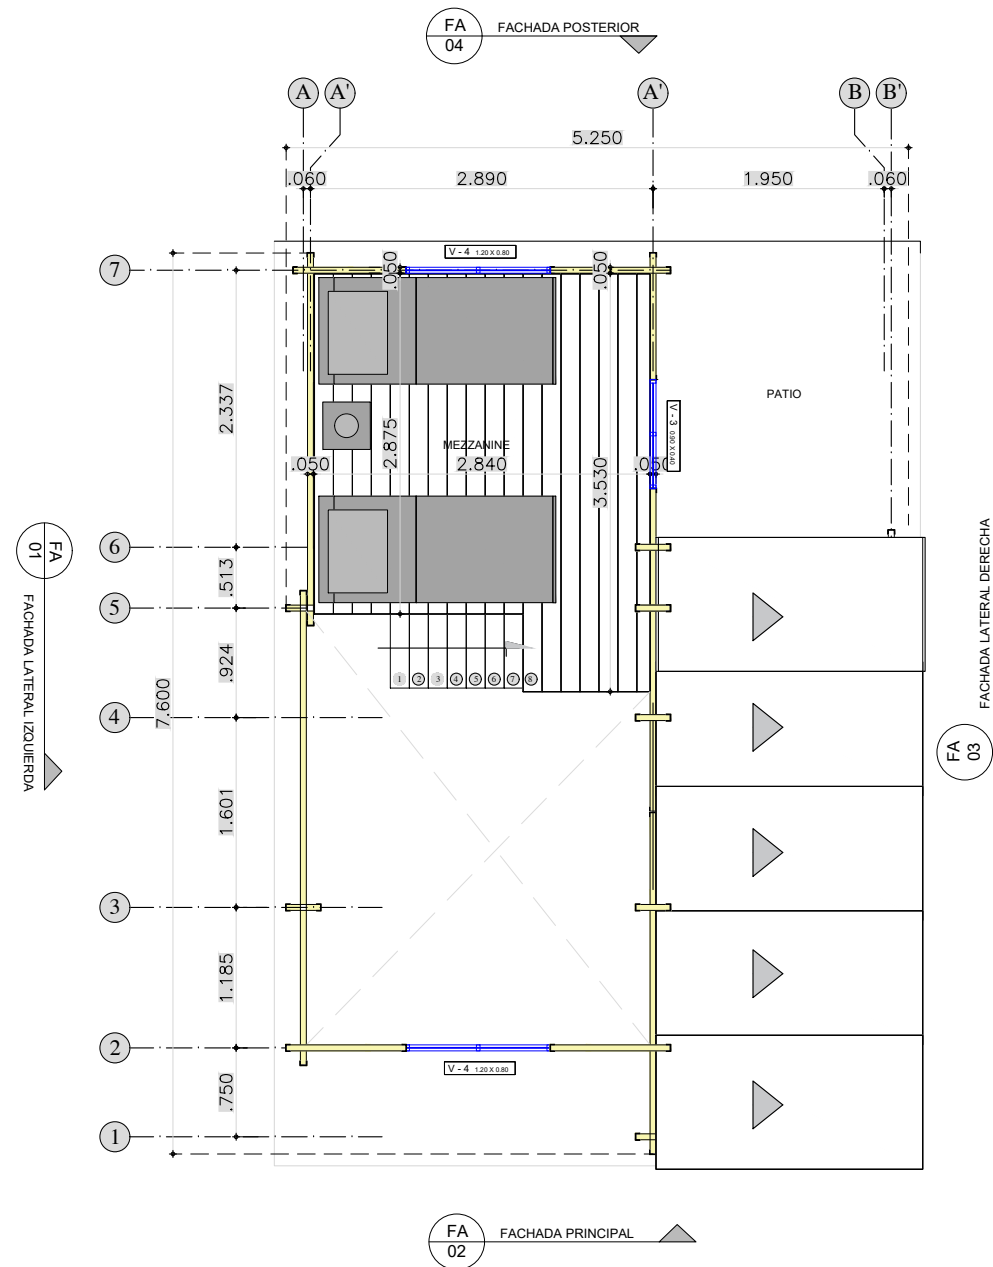 FA
04
FACHADA POSTERIOR
A
A'
A'
B
B'
5.250
.060
2.890
1.950
.060
V - 4 1.20 X 0.80
7
.050
.050
2.337
PATIO
V - 3 0.90 X 0.40
MEZZANINE
2.875
.050
2.840
.050
3.530
FA
01
FACHADA LATERAL IZQUIERDA
6
.513
5
.924
1
2
3
4
5
6
7
8
7.600
4
FACHADA LATERAL DERECHA
FA
03
1.601
3
1.185
2
V - 4 1.20 X 0.80
.750
1
FA
02
FACHADA PRINCIPAL